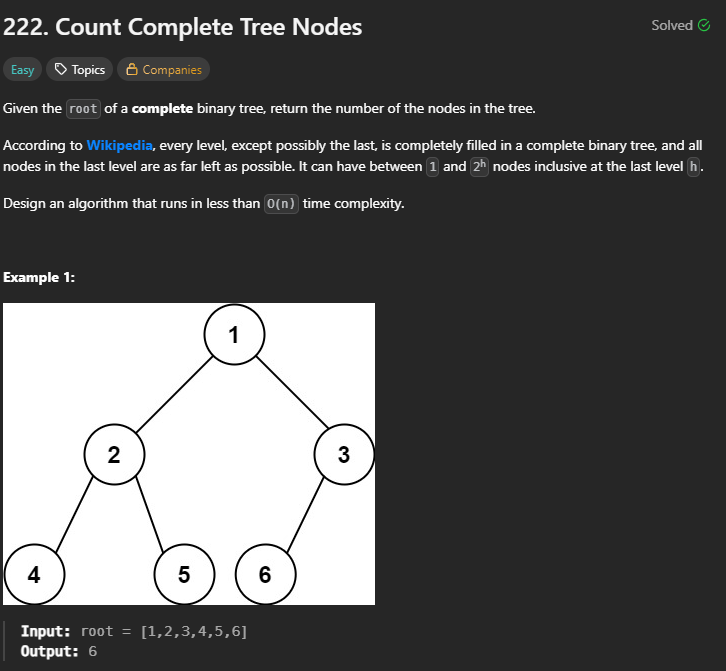 222. Count Complete Tree Nodes
Solved
Easy
Topics
Companies
Given the root of a complete binary tree, return the number of the nodes in the tree.
According to Wikipedia, every level, except possibly the last, is completely filled in a complete binary tree, and all
nodes in the last level are as far left as possible. It can have between 1 and 2ʰ nodes inclusive at the last level h.
Design an algorithm that runs in less than O(n) time complexity.
Example 1:
1
2 3
4 5 6
Input: root = [1,2,3,4,5,6]
Output: 6